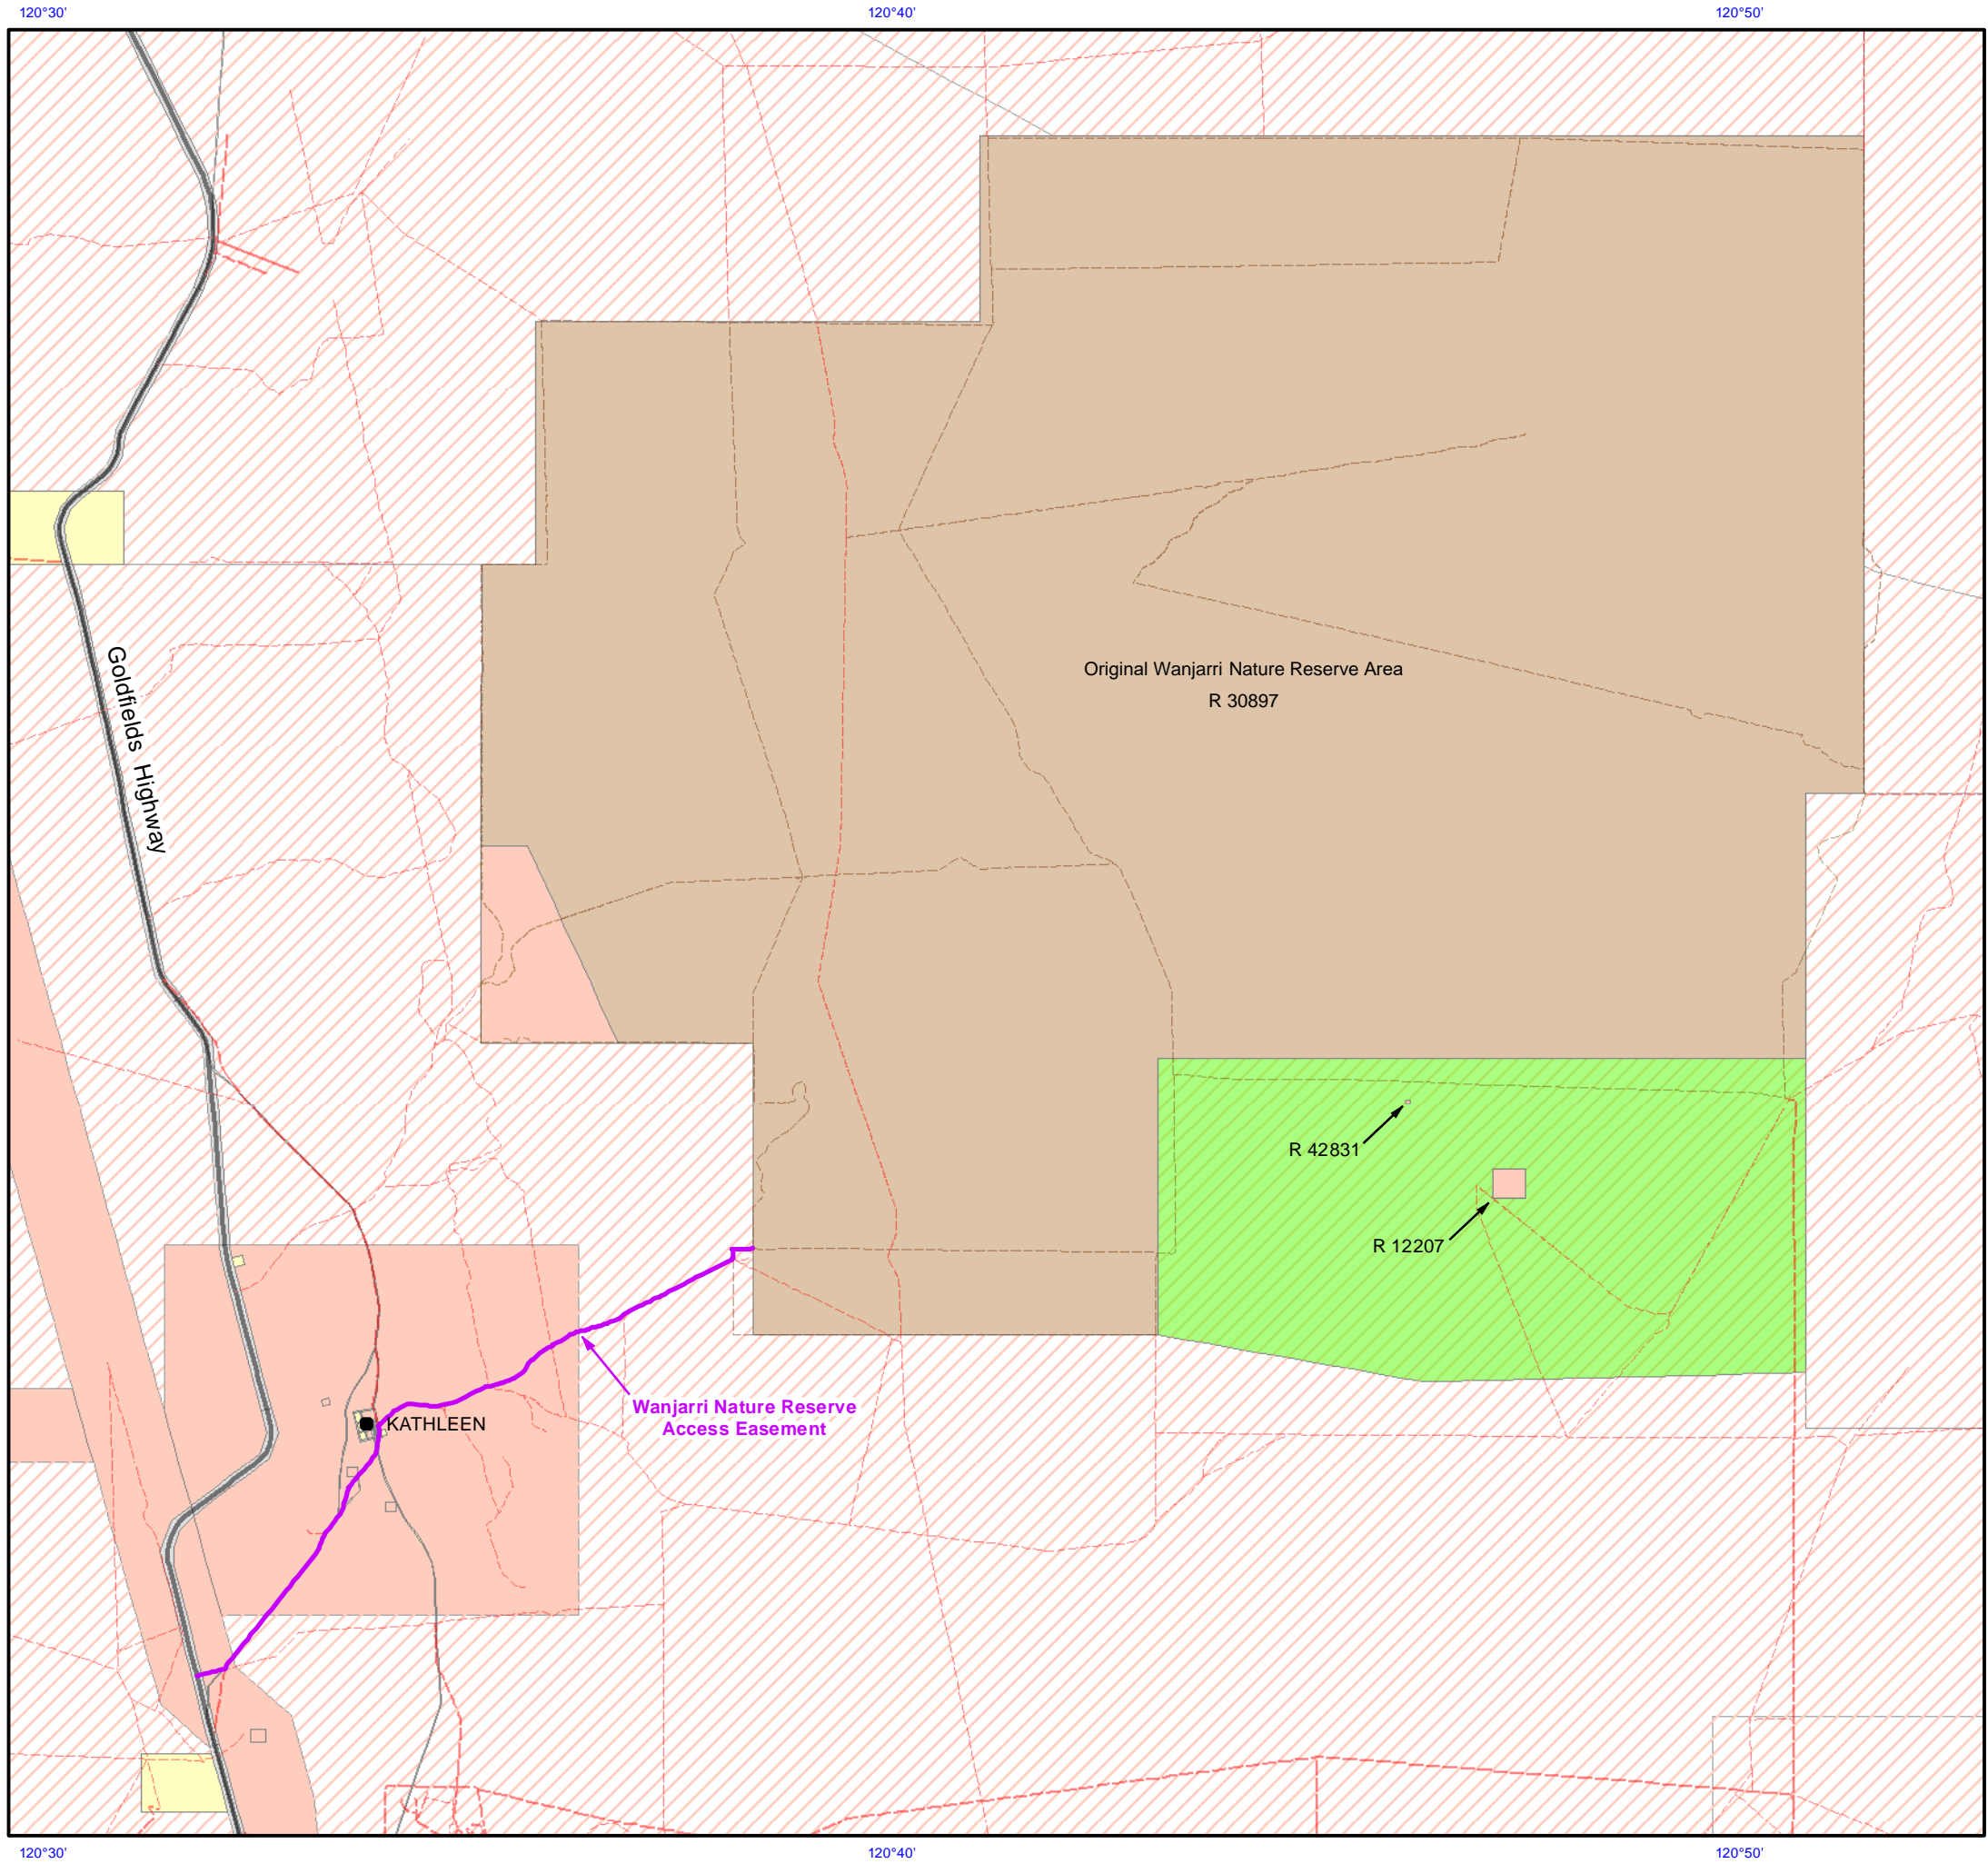 120°30'
120°40'
120°50'
Goldfields Highway
Original Wanjarri Nature Reserve Area
R 30897
R 42831
R 12207
Wanjarri Nature Reserve
Access Easement
KATHLEEN
120°30'
120°40'
120°50'